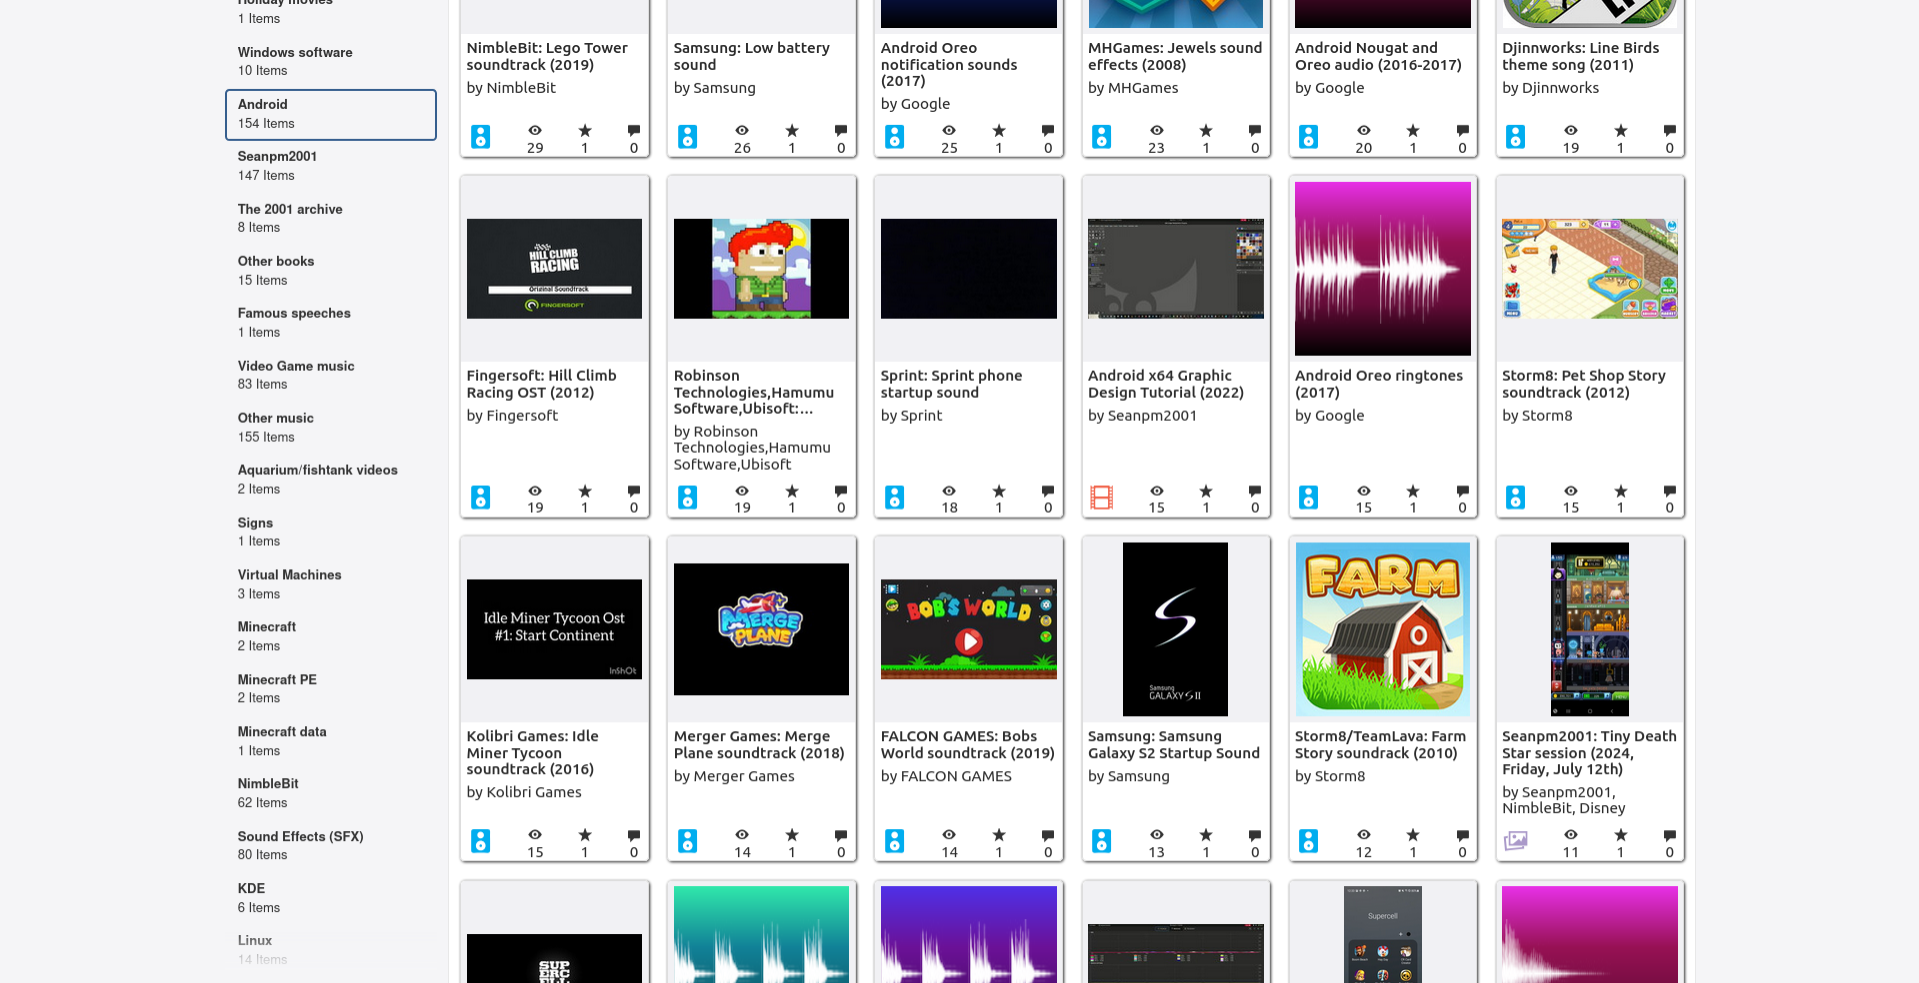 Holiday movies
1 Items
Windows software
10 Items
Android
154 Items
Seanpm2001
147 Items
The 2001 archive
8 Items
Other books
15 Items
Famous speeches
1 Items
Video Game music
83 Items
Other music
155 Items
Aquarium/fishtank videos
2 Items
Signs
1 Items
Virtual Machines
3 Items
Minecraft
2 Items
Minecraft PE
2 Items
Minecraft data
1 Items
NimbleBit
62 Items
Sound Effects (SFX)
80 Items
KDE
6 Items
Linux
14 Items
NimbleBit: Lego Tower
soundtrack (2019)
by NimbleBit
29 1 0
Samsung: Low battery
sound
by Samsung
26 1 0
Android Oreo
notification sounds
(2017)
by Google
25 1 0
MHGames: Jewels sound
effects (2008)
by MHGames
23 1 0
Android Nougat and
Oreo audio (2016-2017)
by Google
20 1 0
Djinnworks: Line Birds
theme song (2011)
by Djinnworks
19 1 0
HILL CLIMB
RACING
Original Soundtrack
FINGERSOFT
Fingersoft: Hill Climb
Racing OST (2012)
by Fingersoft
19 1 0
Robinson
Technologies,Hamumu
Software,Ubisoft:...
by Robinson
Technologies,Hamumu
Software,Ubisoft
19 1 0
Sprint: Sprint phone
startup sound
by Sprint
18 1 0
Android x64 Graphic
Design Tutorial (2022)
by Seanpm2001
15 1 0
Android Oreo ringtones
(2017)
by Google
15 1 0
Storm8: Pet Shop Story
soundtrack (2012)
by Storm8
15 1 0
Idle Miner Tycoon Ost
#1: Start Continent
InShOt
Kolibri Games: Idle
Miner Tycoon
soundtrack (2016)
by Kolibri Games
15 1 0
MERGE
PLANE
Merger Games: Merge
Plane soundtrack (2018)
by Merger Games
14 1 0
BOB'S WORLD
FALCON GAMES: Bobs
World soundtrack (2019)
by FALCON GAMES
14 1 0
Samsung
GALAXY S II
Samsung: Samsung
Galaxy S2 Startup Sound
by Samsung
13 1 0
FARM
Storm8/TeamLava: Farm
Story soundrack (2010)
by Storm8
12 1 0
Seanpm2001: Tiny Death
Star session (2024,
Friday, July 12th)
by Seanpm2001,
NimbleBit, Disney
11 1 0
SUP
ERC
ELL
Supercell